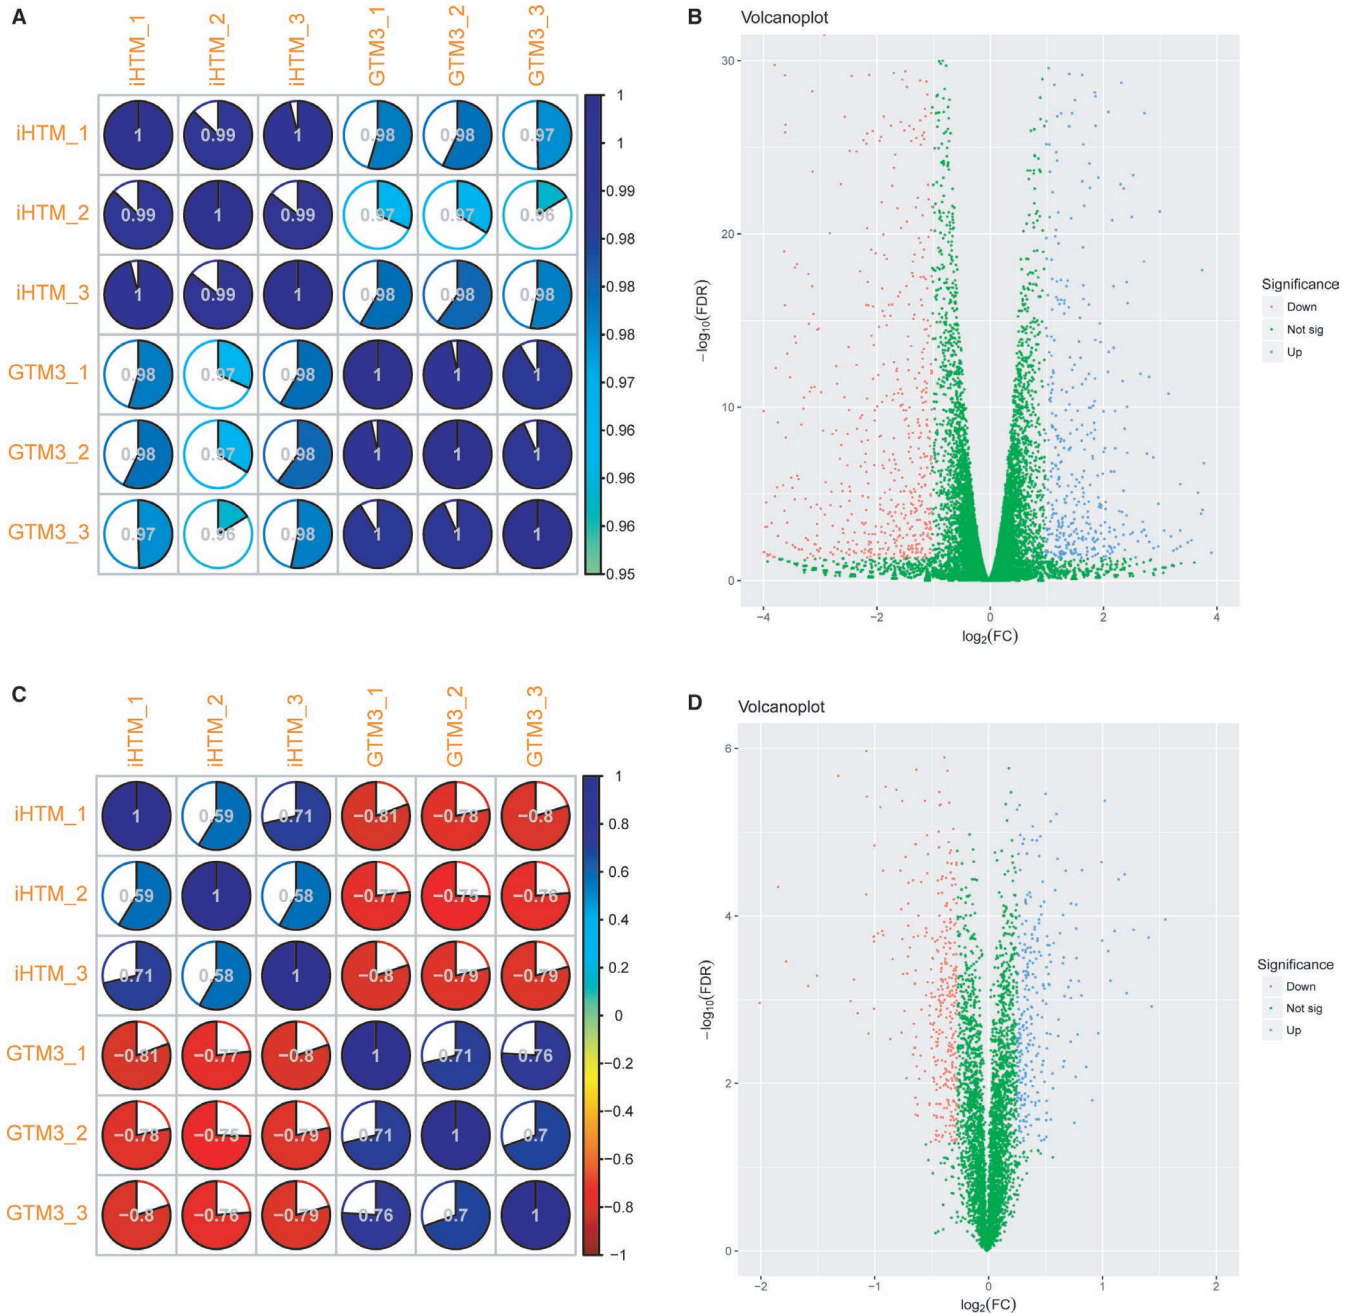 A
iHTM_1 iHTM_2 iHTM_3 GTM3_1 GTM3_2 GTM3_3
iHTM_1 1 0.99 1 0.98 0.98 0.97
iHTM_2 0.99 1 0.99 0.97 0.97 0.96
iHTM_3 1 0.99 1 0.98 0.98 0.98
GTM3_1 0.98 0.97 0.98 1 1 1
GTM3_2 0.98 0.97 0.98 1 1 1
GTM3_3 0.97 0.96 0.98 1 1 1
1
1
0.99
0.98
0.98
0.98
0.97
0.96
0.96
0.96
0.95
B
Volcanoplot
30
20
10
0
−log10(FDR)
−4 −2 0 2 4
log2(FC)
Significance
Down
Not sig
Up
C
iHTM_1 iHTM_2 iHTM_3 GTM3_1 GTM3_2 GTM3_3
iHTM_1 1 0.59 0.71 −0.81 −0.78 −0.8
iHTM_2 0.59 1 0.58 −0.77 −0.75 −0.76
iHTM_3 0.71 0.58 1 −0.8 −0.79 −0.79
GTM3_1 −0.81 −0.77 −0.8 1 0.71 0.76
GTM3_2 −0.78 −0.75 −0.79 0.71 1 0.7
GTM3_3 −0.8 −0.76 −0.79 0.76 0.7 1
1
0.8
0.6
0.4
0.2
0
−0.2
−0.4
−0.6
−0.8
−1
D
Volcanoplot
6
4
2
0
−log10(FDR)
−2 −1 0 1 2
log2(FC)
Significance
Down
Not sig
Up